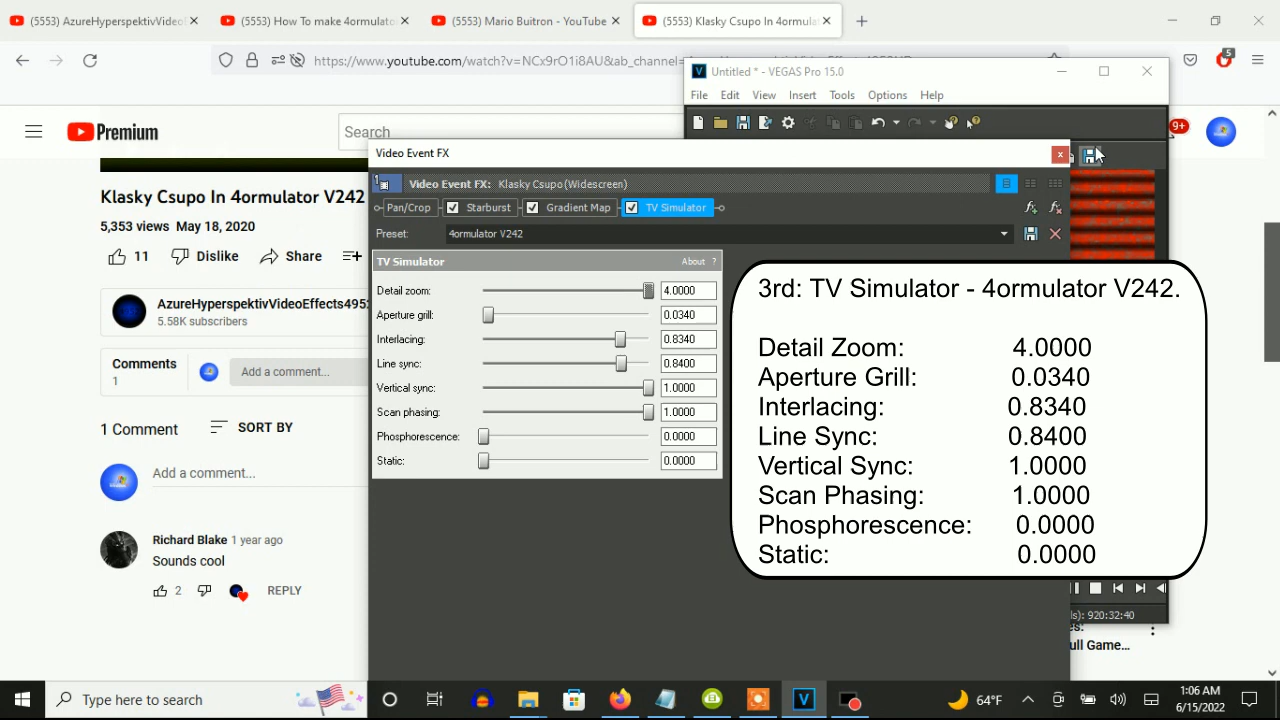 (5553) AzureHyperspektivVideo
(5553) How To make 4ormulator
(5553) Mario Buitron - YouTube
(5553) Klasky Csupo In 4ormula
https://www.youtube.com/watch?v=NCx9rO1i8AU&ab_channel=
5
Untitled * - VEGAS Pro 15.0
File Edit View Insert Tools Options Help
Premium
Search
9+
Video Event FX
Video Event FX: Klasky Csupo (Widescreen)
Pan/Crop Starburst Gradient Map TV Simulator
Preset: 4ormulator V242
TV Simulator About ?
Detail zoom: 4.0000
Aperture grill: 0.0340
Interlacing: 0.8340
Line sync: 0.8400
Vertical sync: 1.0000
Scan phasing: 1.0000
Phosphorescence: 0.0000
Static: 0.0000
3rd: TV Simulator - 4ormulator V242.
Detail Zoom: 4.0000
Aperture Grill: 0.0340
Interlacing: 0.8340
Line Sync: 0.8400
Vertical Sync: 1.0000
Scan Phasing: 1.0000
Phosphorescence: 0.0000
Static: 0.0000
Klasky Csupo In 4ormulator V242
5,353 views May 18, 2020
11 Dislike Share
AzureHyperspektivVideoEffects495
5.58K subscribers
Comments
1
Add a comment...
1 Comment SORT BY
Add a comment...
Richard Blake 1 year ago
Sounds cool
2 REPLY
s): 920:32:40
ull Game...
Type here to search
64°F
1:06 AM
6/15/2022